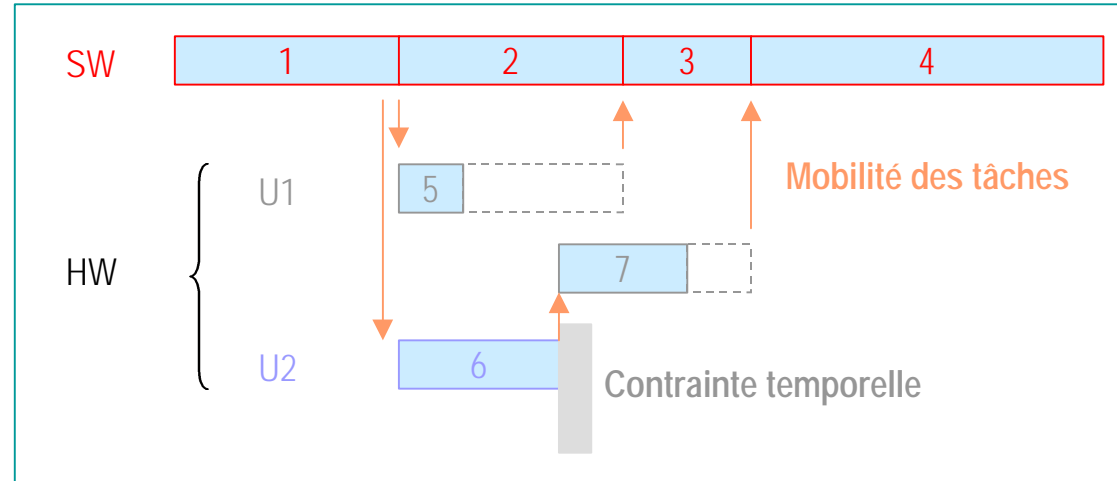 SW 1 2 3 4
U1 5 Mobilité des tâches
HW 7
U2 6 Contrainte temporelle